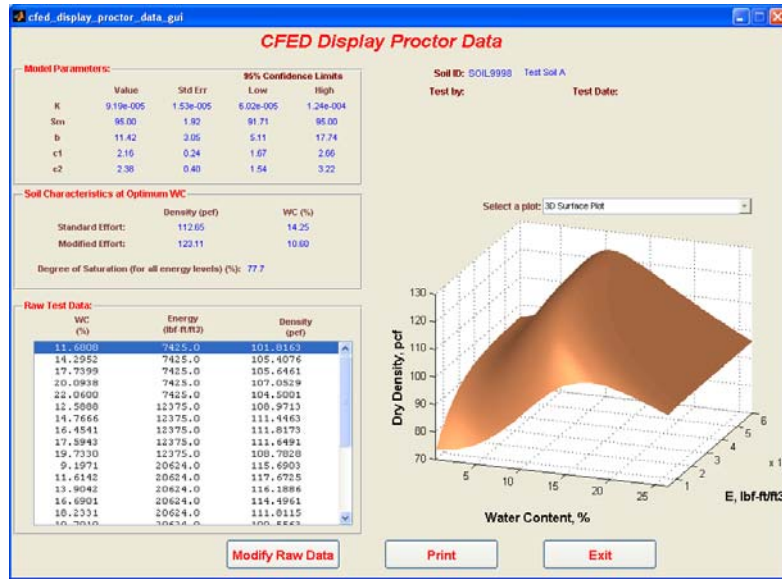 cfed_display_proctor_data_gui
CFED Display Proctor Data
Model Parameters:
95% Confidence Limits
Value Std Err Low High
K 9.19e-005 1.53e-005 6.02e-005 1.24e-004
Sm 95.00 1.92 91.71 95.00
b 11.42 3.05 5.11 17.74
c1 2.16 0.24 1.67 2.66
c2 2.38 0.40 1.54 3.22
Soil Characteristics at Optimum WC
Density (pcf) WC (%)
Standard Effort: 112.65 14.25
Modified Effort: 123.11 10.60
Degree of Saturation (for all energy levels) (%): 77.7
Raw Test Data:
WC Energy Density
(%) (lbf-ft/ft3) (pcf)
11.6808 7425.0 101.8163
14.2952 7425.0 105.4076
17.7399 7425.0 105.6461
20.0938 7425.0 107.0529
22.0600 7425.0 104.5001
12.5888 12375.0 108.9713
14.7666 12375.0 111.4463
16.4541 12375.0 111.8173
17.5943 12375.0 111.6491
19.7330 12375.0 108.7828
9.1971 20624.0 115.6903
11.6142 20624.0 117.6725
13.9042 20624.0 116.1886
16.6901 20624.0 114.4961
18.2331 20624.0 111.8115
Soil ID: SOIL9998 Test Soil A
Test by: Test Date:
Select a plot: 3D Surface Plot
130
120
110
100
90
80
70
Dry Density, pcf
5 10 15 20 25
Water Content, %
1 2 3 4 5 6
x 1
E, lbf-ft/ft3
Modify Raw Data
Print
Exit